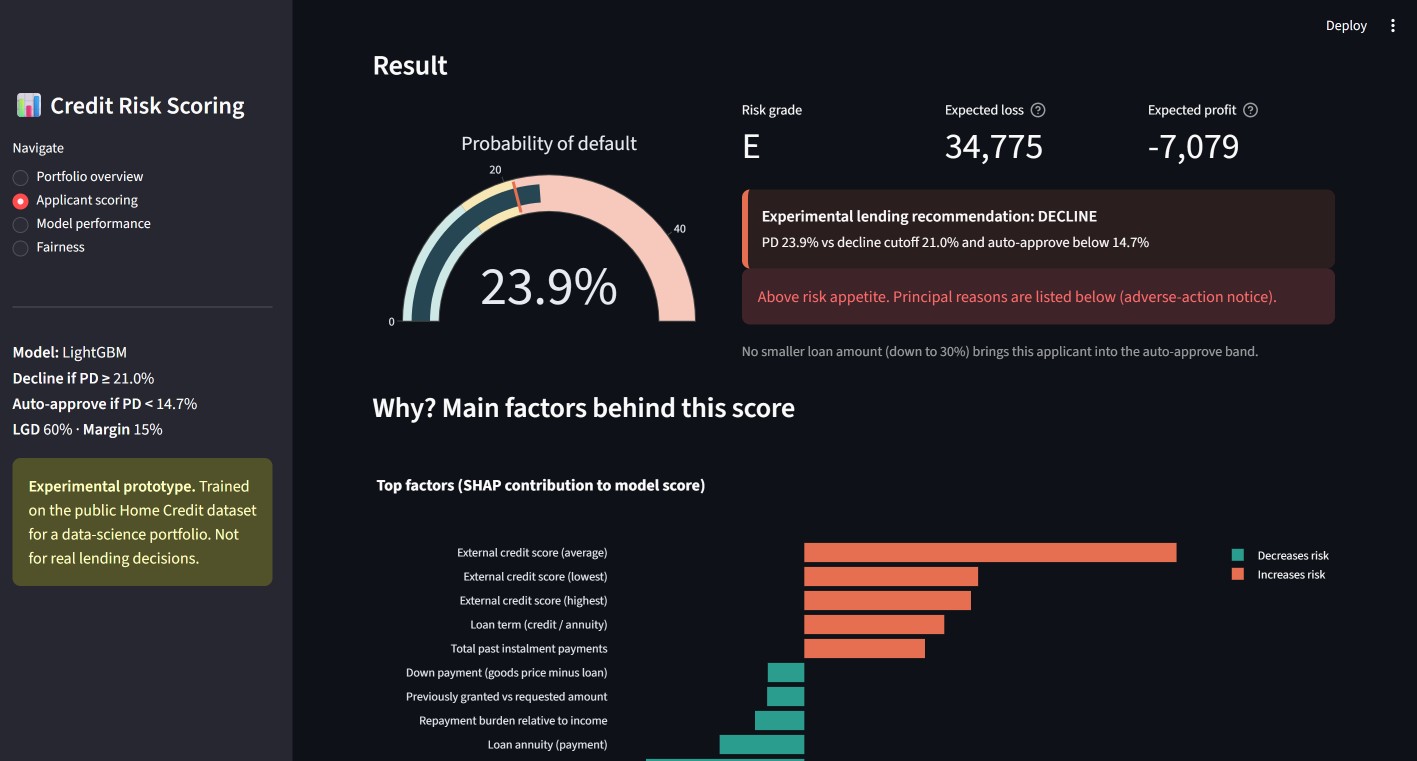 Deploy
Credit Risk Scoring
Navigate
Portfolio overview
Applicant scoring
Model performance
Fairness
Model: LightGBM
Decline if PD ≥ 21.0%
Auto-approve if PD < 14.7%
LGD 60% · Margin 15%
Experimental prototype. Trained
on the public Home Credit dataset
for a data-science portfolio. Not
for real lending decisions.
Result
Probability of default
0
20
40
23.9%
Risk grade
E
Expected loss
34,775
Expected profit
-7,079
Experimental lending recommendation: DECLINE
PD 23.9% vs decline cutoff 21.0% and auto-approve below 14.7%
Above risk appetite. Principal reasons are listed below (adverse-action notice).
No smaller loan amount (down to 30%) brings this applicant into the auto-approve band.
Why? Main factors behind this score
Top factors (SHAP contribution to model score)
External credit score (average)
External credit score (lowest)
External credit score (highest)
Loan term (credit / annuity)
Total past instalment payments
Down payment (goods price minus loan)
Previously granted vs requested amount
Repayment burden relative to income
Loan annuity (payment)
Decreases risk
Increases risk